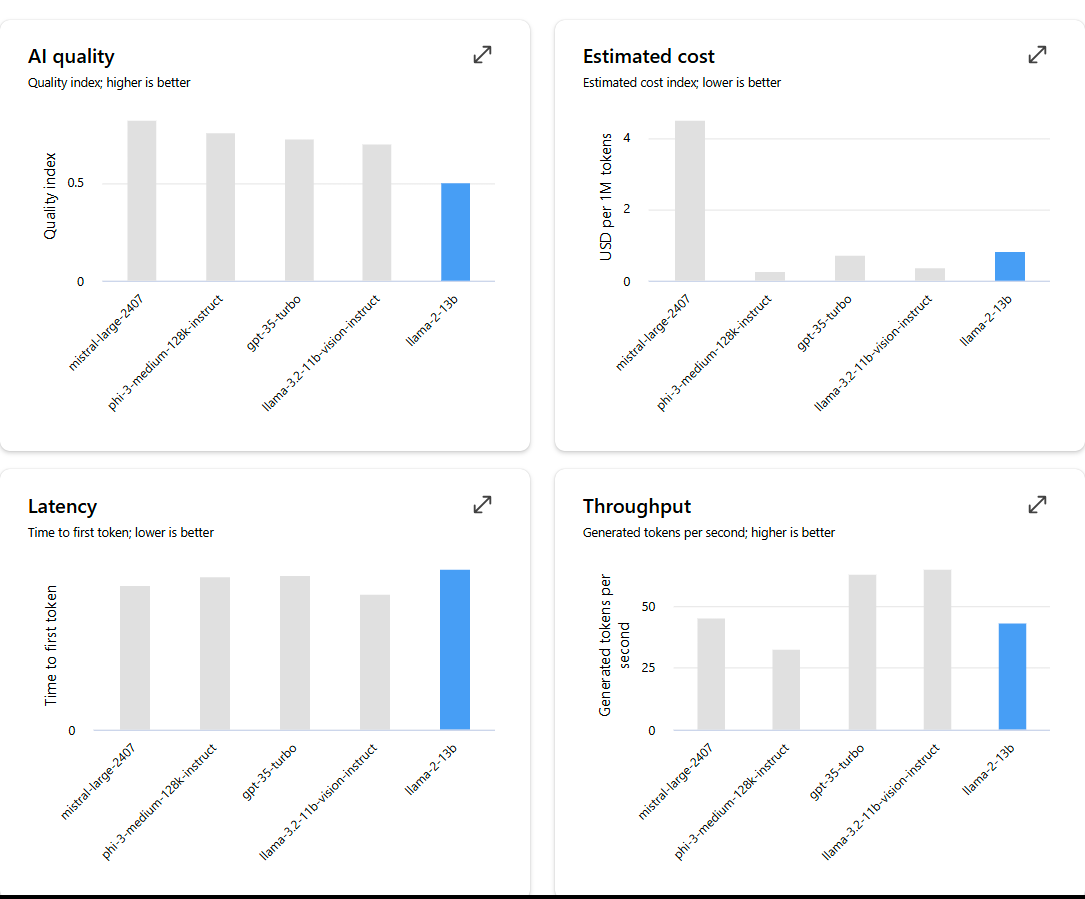 AI quality
Quality index; higher is better
Quality index
0.5
0
mistral-large-2407
phi-3-medium-128k-instruct
gpt-35-turbo
llama-3.2-11b-vision-instruct
llama-2-13b
Estimated cost
Estimated cost index; lower is better
USD per 1M tokens
4
2
0
mistral-large-2407
phi-3-medium-128k-instruct
gpt-35-turbo
llama-3.2-11b-vision-instruct
llama-2-13b
Latency
Time to first token; lower is better
Time to first token
0
mistral-large-2407
phi-3-medium-128k-instruct
gpt-35-turbo
llama-3.2-11b-vision-instruct
llama-2-13b
Throughput
Generated tokens per second; higher is better
Generated tokens per
second
50
25
0
mistral-large-2407
phi-3-medium-128k-instruct
gpt-35-turbo
llama-3.2-11b-vision-instruct
llama-2-13b